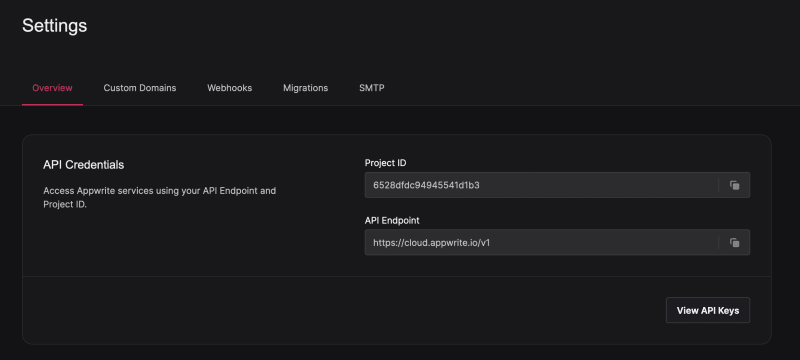 Settings
Overview
Custom Domains
Webhooks
Migrations
SMTP
API Credentials
Access Appwrite services using your API Endpoint and
Project ID.
Project ID
6528dfdc94945541d1b3
API Endpoint
https://cloud.appwrite.io/v1
View API Keys